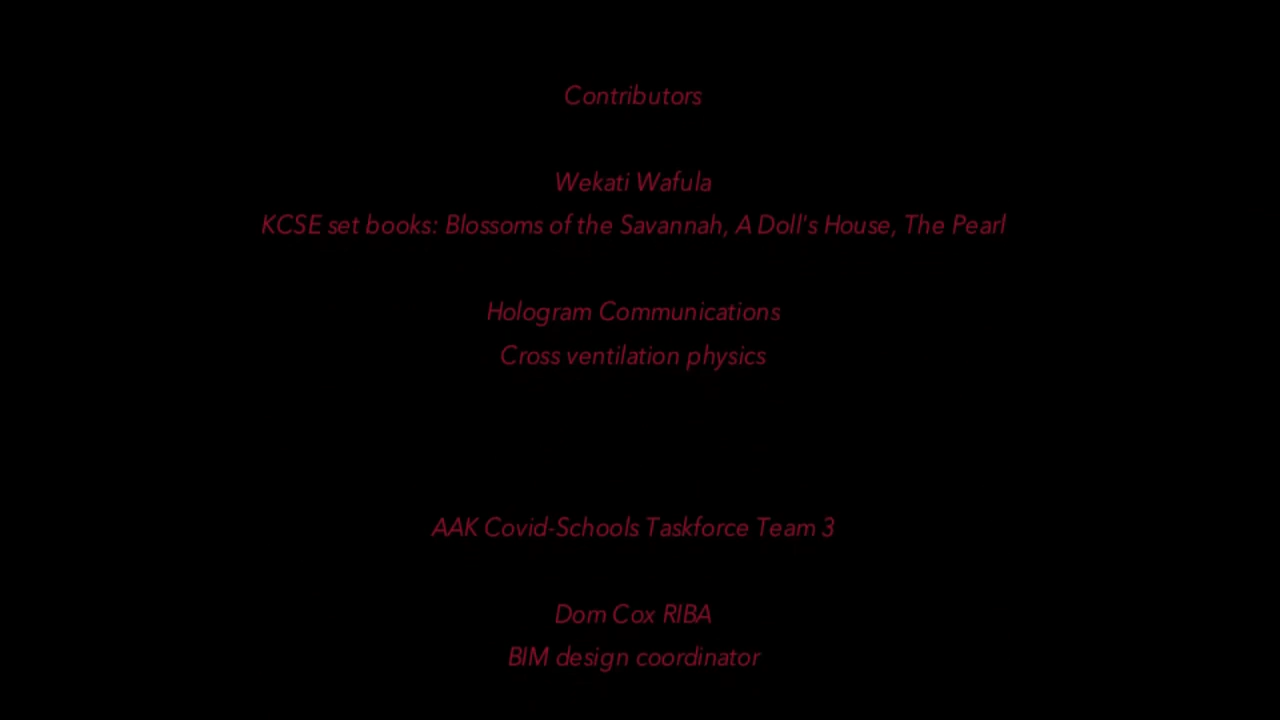 Contributors
Wekati Wafula
KCSE set books: Blossoms of the Savannah, A Doll's House, The Pearl
Hologram Communications
Cross ventilation physics
AAK Covid-Schools Taskforce Team 3
Dom Cox RIBA
BIM design coordinator